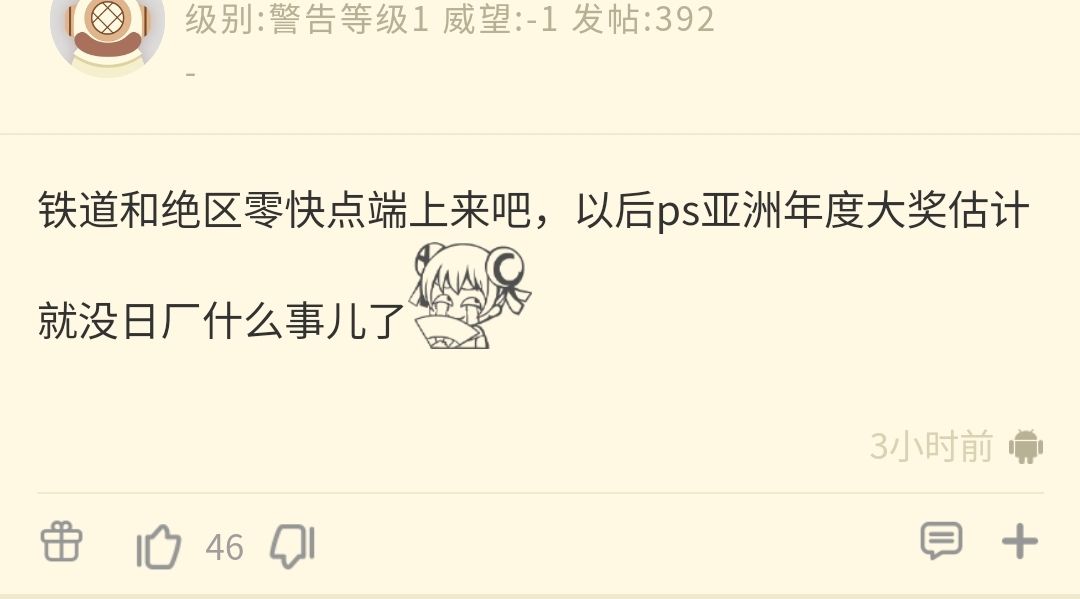 级别:警告等级1 威望:-1 发帖:392
-
铁道和绝区零快点端上来吧，以后ps亚洲年度大奖估计
就没日厂什么事儿了
3小时前
46